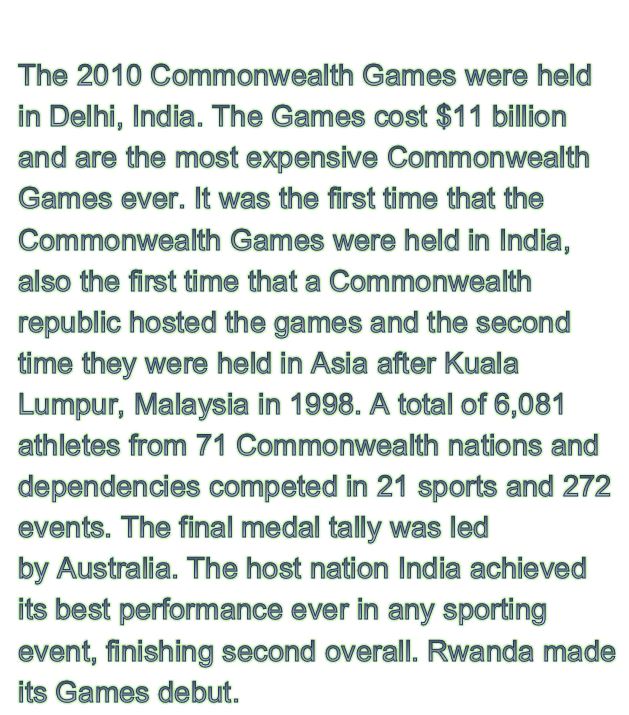 The 2010 Commonwealth Games were held
in Delhi, India. The Games cost $11 billion
and are the most expensive Commonwealth
Games ever. It was the first time that the
Commonwealth Games were held in India,
also the first time that a Commonwealth
republic hosted the games and the second
time they were held in Asia after Kuala
Lumpur, Malaysia in 1998. A total of 6,081
athletes from 71 Commonwealth nations and
dependencies competed in 21 sports and 272
events. The final medal tally was led
by Australia. The host nation India achieved
its best performance ever in any sporting
event, finishing second overall. Rwanda made
its Games debut.